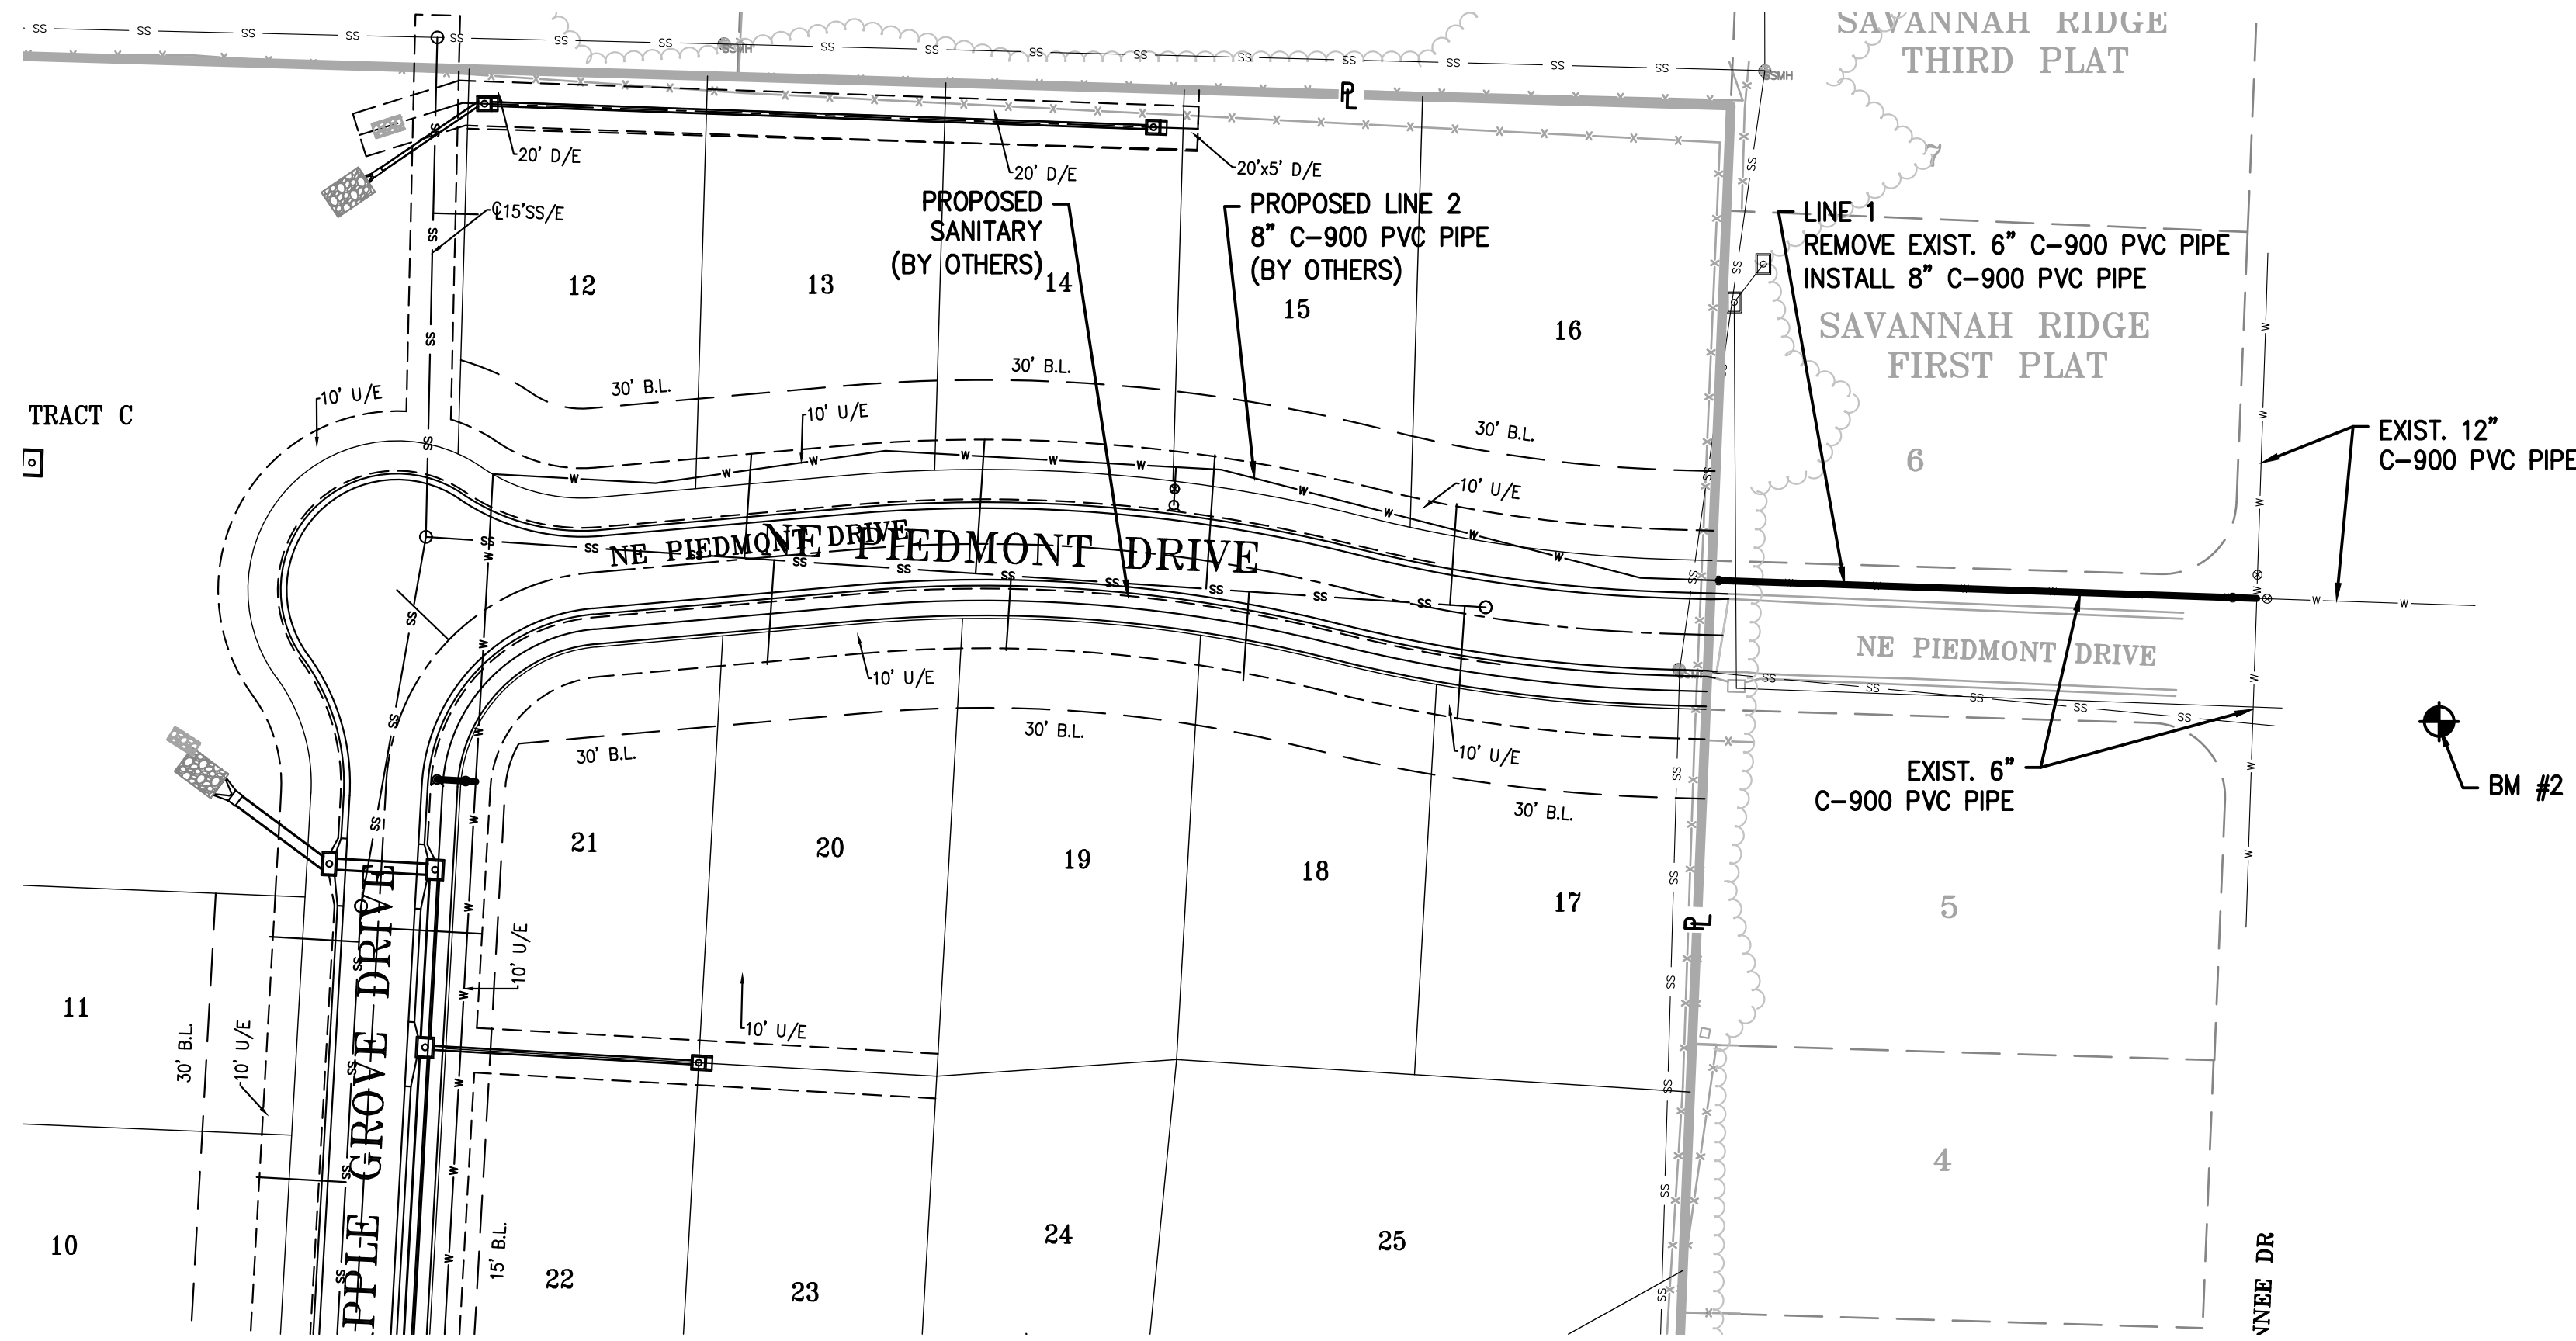 SAVANNAH RIDGE
THIRD PLAT
SSMH
SSMH
PL
20' D/E
20' D/E
20'x5' D/E
7
CL15'SS/E
PROPOSED
SANITARY
(BY OTHERS)
PROPOSED LINE 2
8" C-900 PVC PIPE
(BY OTHERS)
LINE 1
REMOVE EXIST. 6" C-900 PVC PIPE
INSTALL 8" C-900 PVC PIPE
12
13
14
15
16
SAVANNAH RIDGE
FIRST PLAT
TRACT C
10' U/E
30' B.L.
30' B.L.
10' U/E
30' B.L.
10' U/E
6
EXIST. 12"
C-900 PVC PIPE
NE PIEDMONT DRIVE
NE PIEDMONT DRIVE
NE PIEDMONT DRIVE
10' U/E
30' B.L.
30' B.L.
10' U/E
30' B.L.
EXIST. 6"
C-900 PVC PIPE
BM #2
21
20
19
18
17
PL
5
11
30' B.L.
10' U/E
10' U/E
10' U/E
PPLE GROVE DRIVE
4
10
15' B.L.
22
23
24
25
NNEE DR